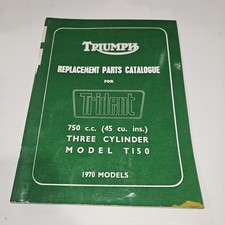 TRIUMPH
REPLACEMENT PARTS CATALOGUE
FOR
Trident
750 c.c. (45 cu. ins.)
THREE CYLINDER
MODEL T150
1970 MODELS